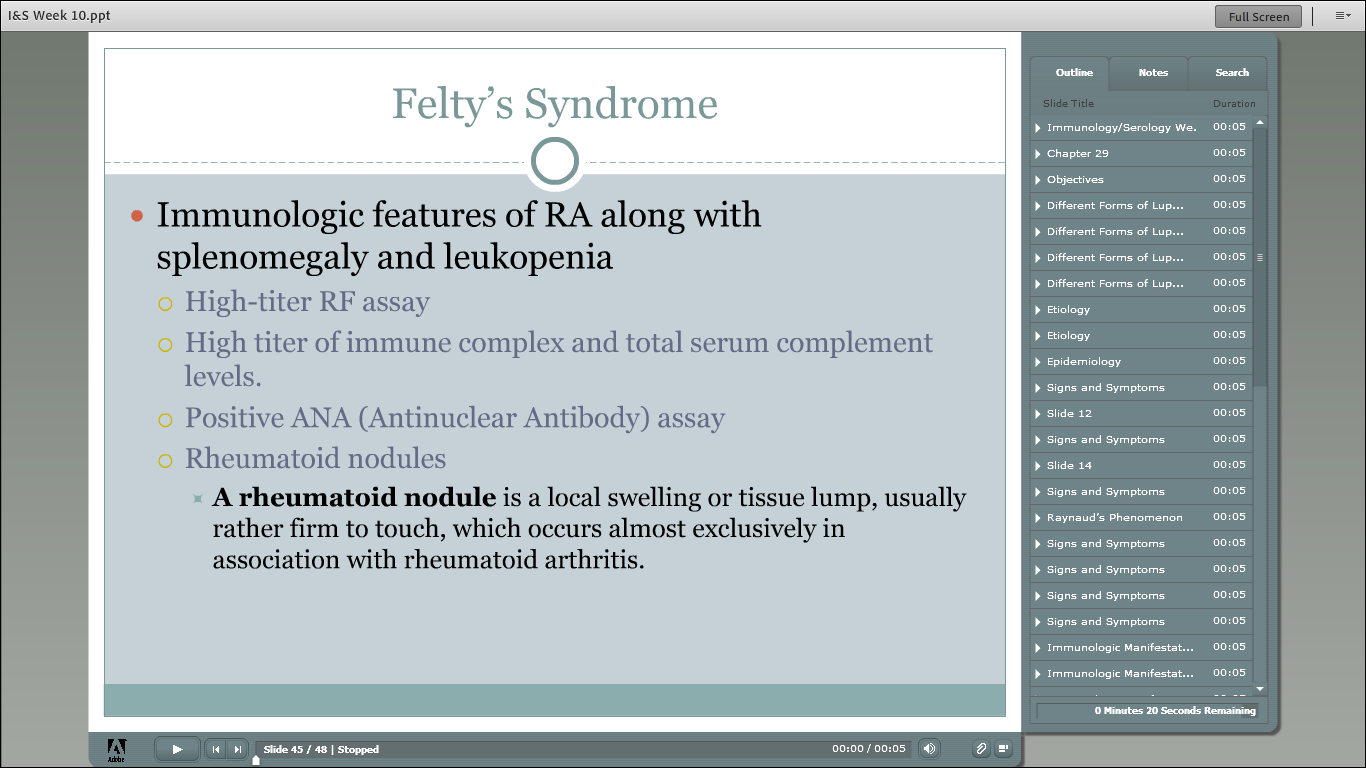 I&S Week 10.ppt
Full Screen
Felty's Syndrome
Immunologic features of RA along with
splenomegaly and leukopenia
High-titer RF assay
High titer of immune complex and total serum complement
levels.
Positive ANA (Antinuclear Antibody) assay
Rheumatoid nodules
A rheumatoid nodule is a local swelling or tissue lump, usually
rather firm to touch, which occurs almost exclusively in
association with rheumatoid arthritis.
Outline Notes Search
Slide Title Duration
Immunology/Serology We. 00:05
Chapter 29 00:05
Objectives 00:05
Different Forms of Lup... 00:05
Different Forms of Lup... 00:05
Different Forms of Lup... 00:05
Different Forms of Lup... 00:05
Etiology 00:05
Etiology 00:05
Epidemiology 00:05
Signs and Symptoms 00:05
Slide 12 00:05
Signs and Symptoms 00:05
Slide 14 00:05
Signs and Symptoms 00:05
Raynaud's Phenomenon 00:05
Signs and Symptoms 00:05
Signs and Symptoms 00:05
Signs and Symptoms 00:05
Signs and Symptoms 00:05
Immunologic Manifestat... 00:05
Immunologic Manifestat... 00:05
0 Minutes 20 Seconds Remaining
Adobe
Slide 45 / 48 | Stopped
00:00 / 00:05